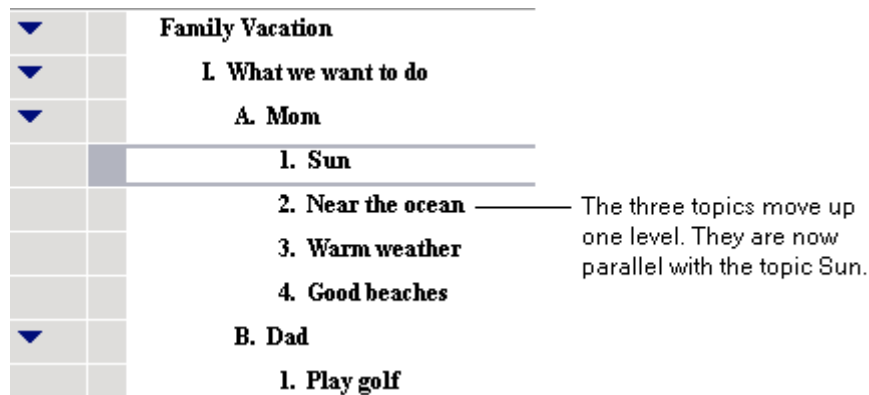 Family Vacation
I. What we want to do
A. Mom
1. Sun
2. Near the ocean
3. Warm weather
4. Good beaches
B. Dad
1. Play golf
The three topics move up
one level. They are now
parallel with the topic Sun.